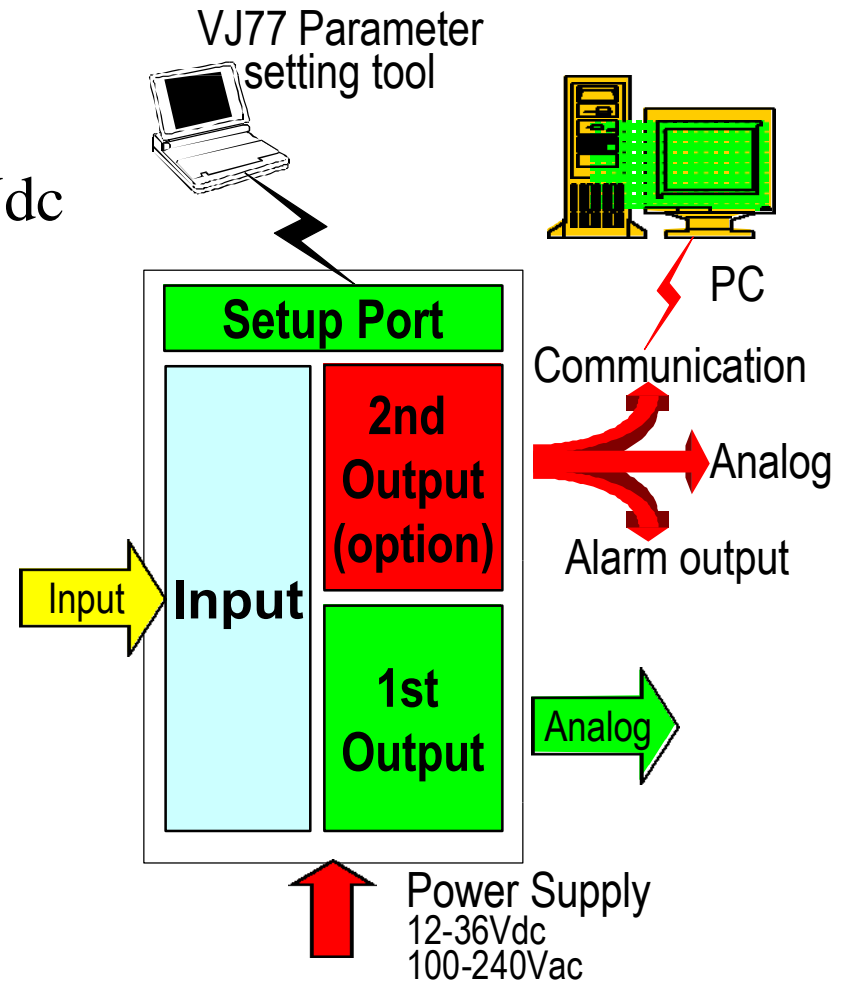 VJ77 Parameter
setting tool
Vdc
PC
Setup Port
Communication
2nd
Output
(option)
Analog
Alarm output
Input
Input
1st
Output
Analog
Power Supply
12-36Vdc
100-240Vac